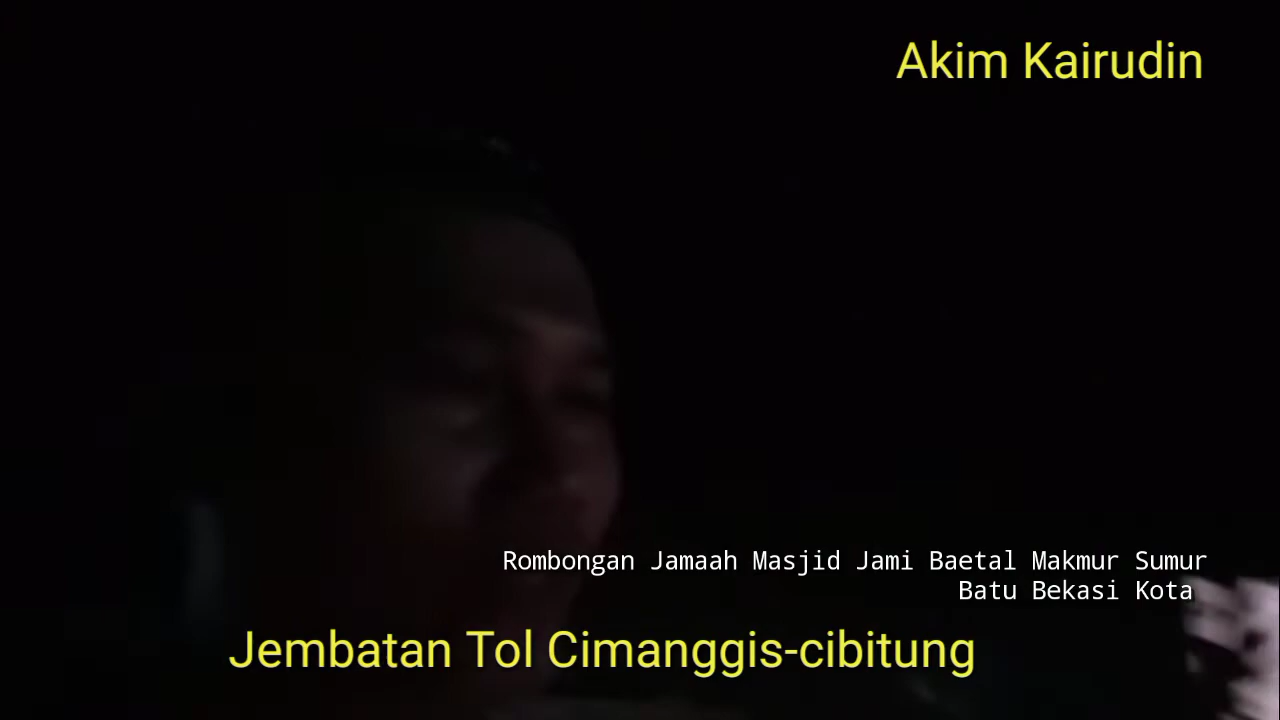 Akim Kairudin
Rombongan Jamaah Masjid Jami Baetal Makmur Sumur
Batu Bekasi Kota
Jembatan Tol Cimanggis-cibitung